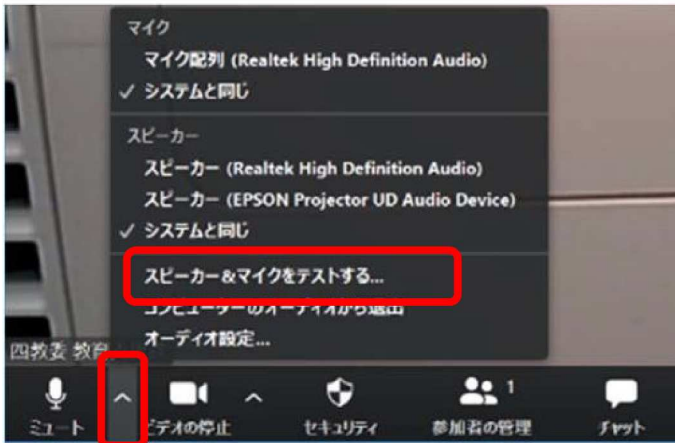 マイク
マイク配列 (Realtek High Definition Audio)
✓ システムと同じ
スピーカー
スピーカー (Realtek High Definition Audio)
スピーカー (EPSON Projector UD Audio Device)
✓ システムと同じ
スピーカー&マイクをテストする...
コンピューターのオーディオから退出
オーディオ設定...
四教委 教育
ミュート
ビデオの停止
セキュリティ
1
参加者の管理
チャット